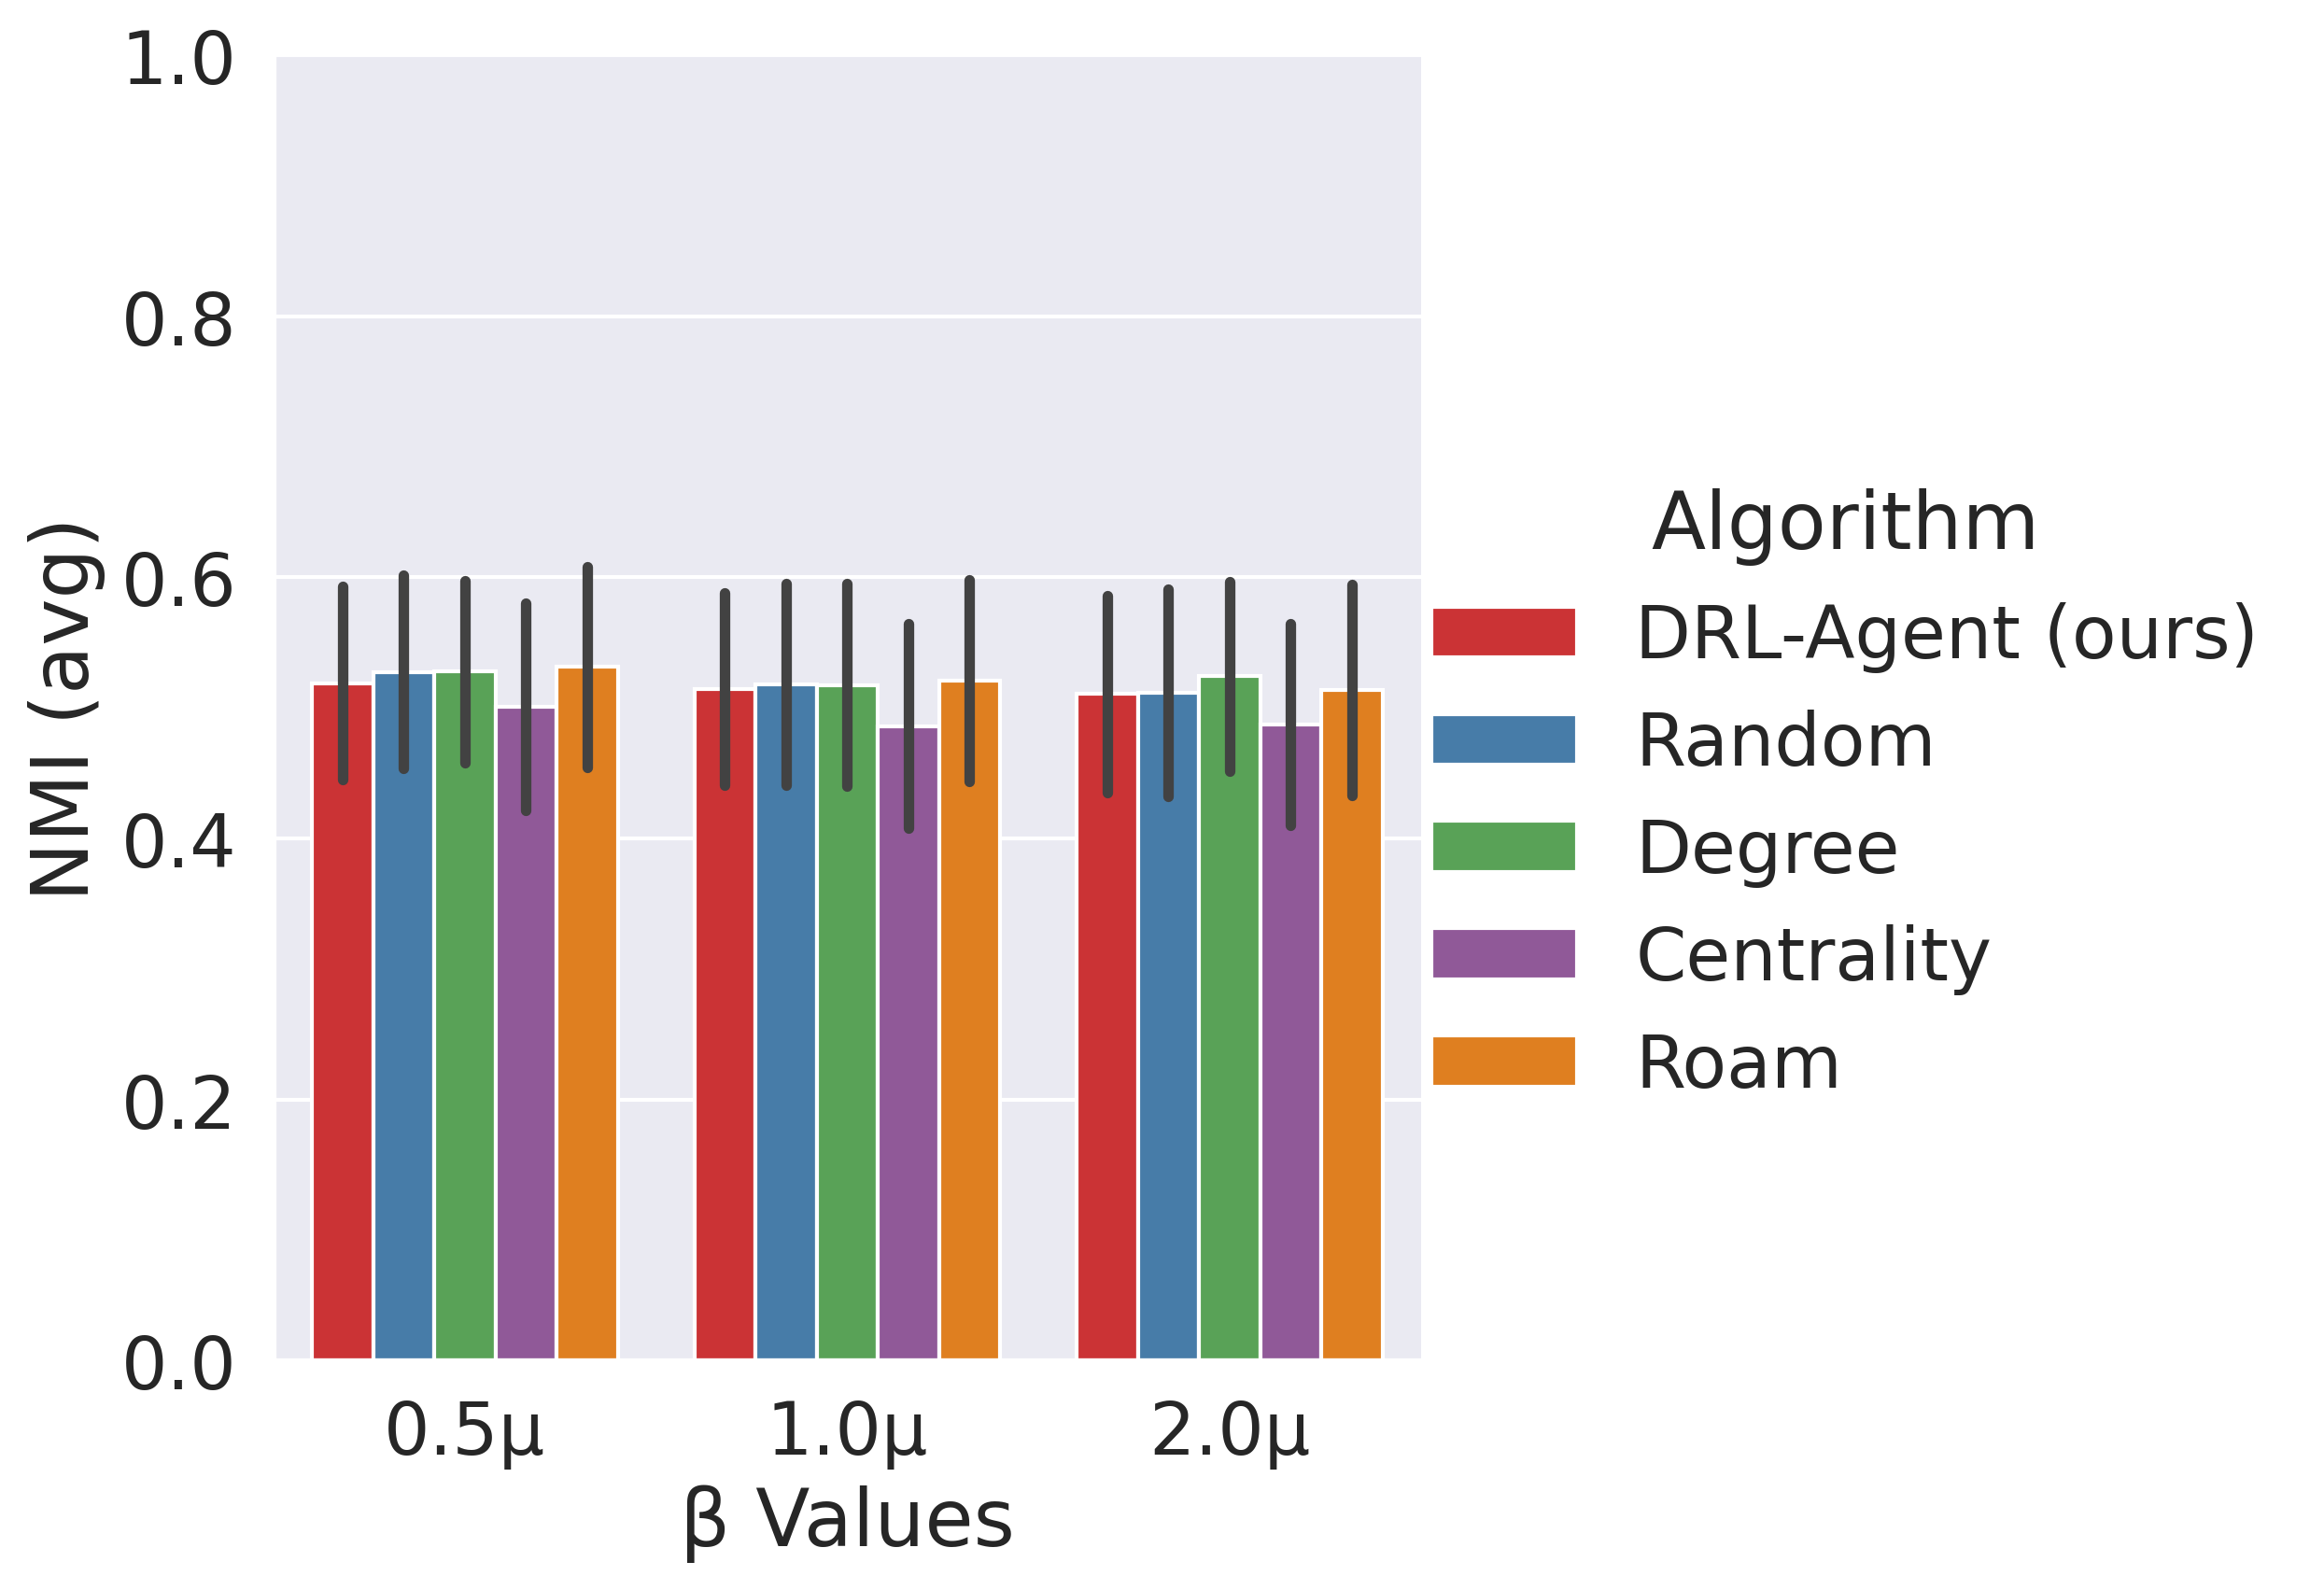 NMI (avg)
1.0
0.8
0.6
0.4
0.2
0.0
0.5μ
1.0μ
2.0μ
β Values
Algorithm
DRL-Agent (ours)
Random
Degree
Centrality
Roam